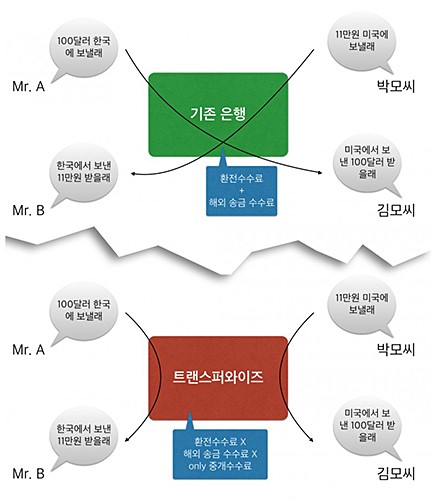 100달러 한국
에 보낼래
11만원 미국에
보낼래
Mr. A
박모씨
기존 은행
한국에서 보낸
11만원 받을래
미국에서 보
낸 100달러 받
을래
환전수수료
+
해외 송금 수수료
Mr. B
김모씨
100달러 한국
에 보낼래
11만원 미국에
보낼래
Mr. A
박모씨
트랜스퍼와이즈
한국에서 보낸
11만원 받을래
미국에서 보
낸 100달러 받
을래
환전수수료 X
해외 송금 수수료 X
only 중개수수료
Mr. B
김모씨